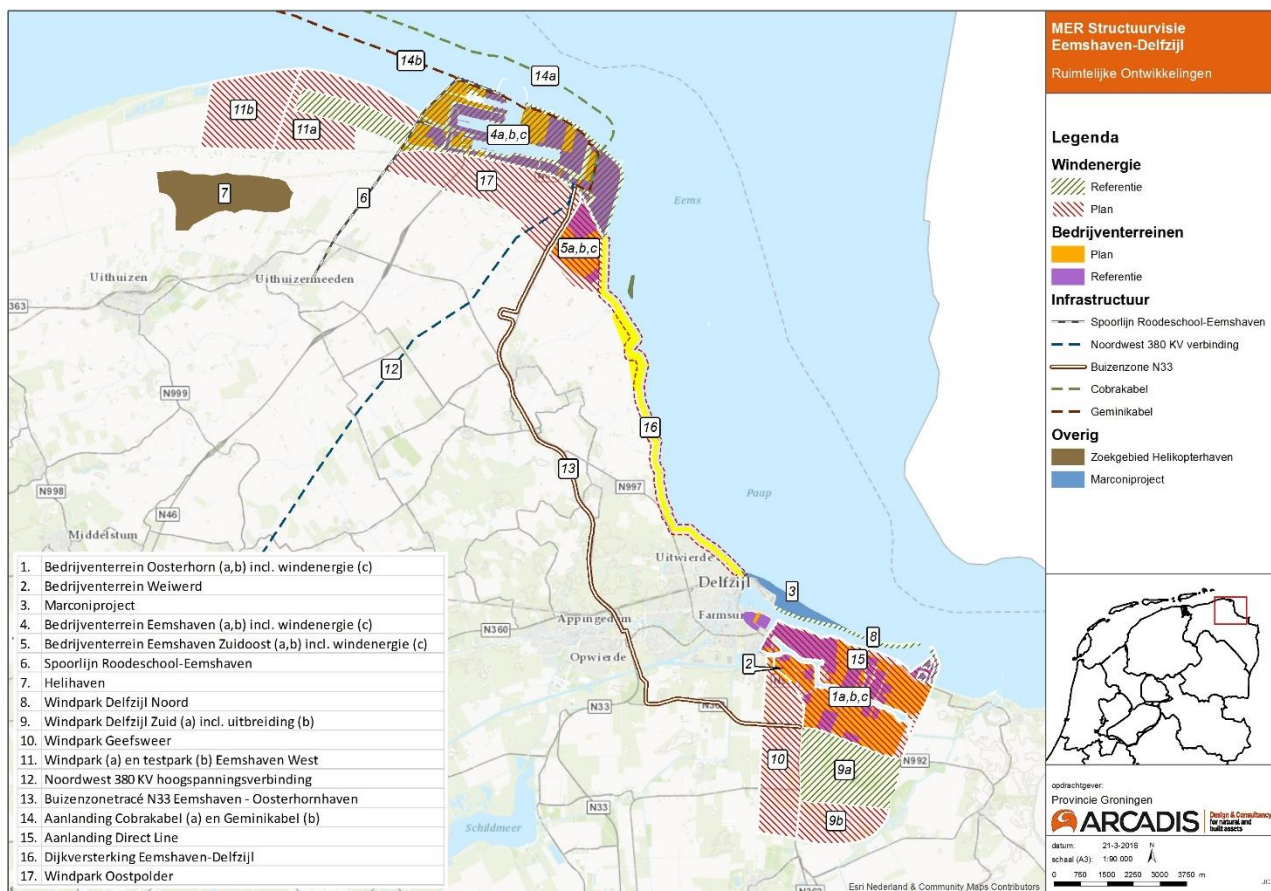 MER Structuurvisie
Eemshaven-Delfzijl
Ruimtelijke Ontwikkelingen
Legenda
Windenergie
Referentie
Plan
Bedrijventerreinen
Plan
Referentie
Infrastructuur
Spoorlijn Roodeschool-Eemshaven
Noordwest 380 KV verbinding
Buizenzone N33
Cobrakabel
Geminikabel
Overig
Zoekgebied Helikopterhaven
Marconiproject
opdrachtgever:
Provincie Groningen
ARCADIS
Design & Consultancy
for natural and
built assets
datum: 21-3-2016 N
schaal (A3): 1:90.000
0 750 1500 2250 3000 3750 m
JC
14b
14a
11b
11a
4a,b,c
17
7
6
Eems
5a,b,c
Uithuizen
Uithuizermeeden
363
12
N999
16
13
N997
Paap
N998
N46
Middelstum
Uitwierde
Delfzijl
3
Farmsum
Appingedam
N360
Opwierde
8
15
2
1a,b,c
N33
N992
10
9a
N33
9b
Schildmeer
1. Bedrijventerrein Oosterhorn (a,b) incl. windenergie (c)
2. Bedrijventerrein Weiwerd
3. Marconiproject
4. Bedrijventerrein Eemshaven (a,b) incl. windenergie (c)
5. Bedrijventerrein Eemshaven Zuidoost (a,b) incl. windenergie (c)
6. Spoorlijn Roodeschool-Eemshaven
7. Helihaven
8. Windpark Delfzijl Noord
9. Windpark Delfzijl Zuid (a) incl. uitbreiding (b)
10. Windpark Geefsweer
11. Windpark (a) en testpark (b) Eemshaven West
12. Noordwest 380 KV hoogspanningsverbinding
13. Buizenzonetracé N33 Eemshaven - Oosterhornhaven
14. Aanlanding Cobrakabel (a) en Geminikabel (b)
15. Aanlanding Direct Line
16. Dijkversterking Eemshaven-Delfzijl
17. Windpark Oostpolder
Esri Nederland & Community Maps Contributors